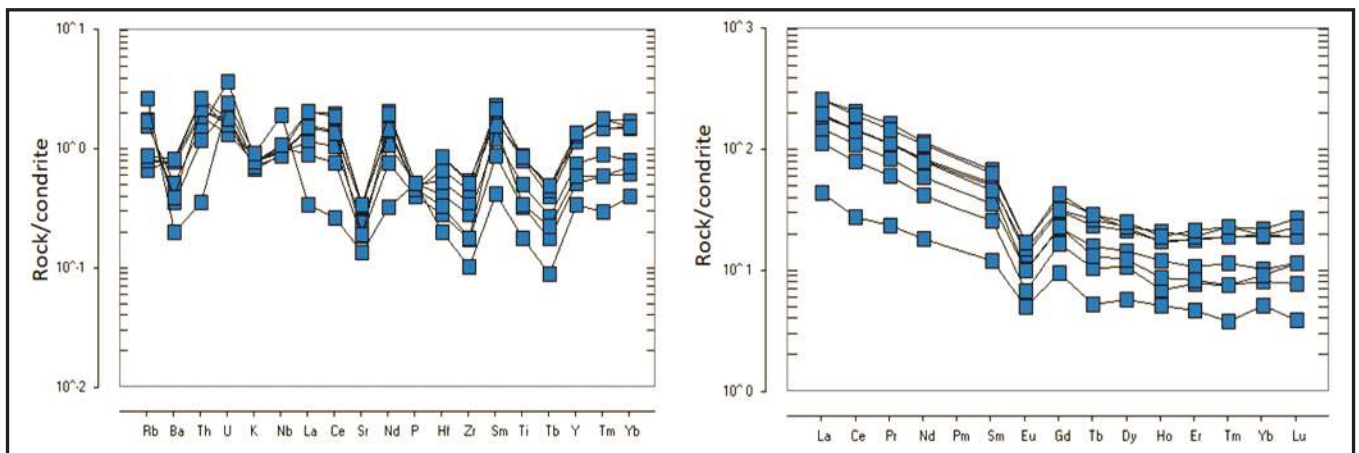 Rock/condrite
10^1
10^0
10^-1
10^-2
Rb Ba Th U K Nb La Ce Sr Nd P Hf Zr Sm Ti Tb Y Tm Yb
Rock/condrite
10^3
10^2
10^1
10^0
La Ce Pr Nd Pm Sm Eu Gd Tb Dy Ho Er Tm Yb Lu